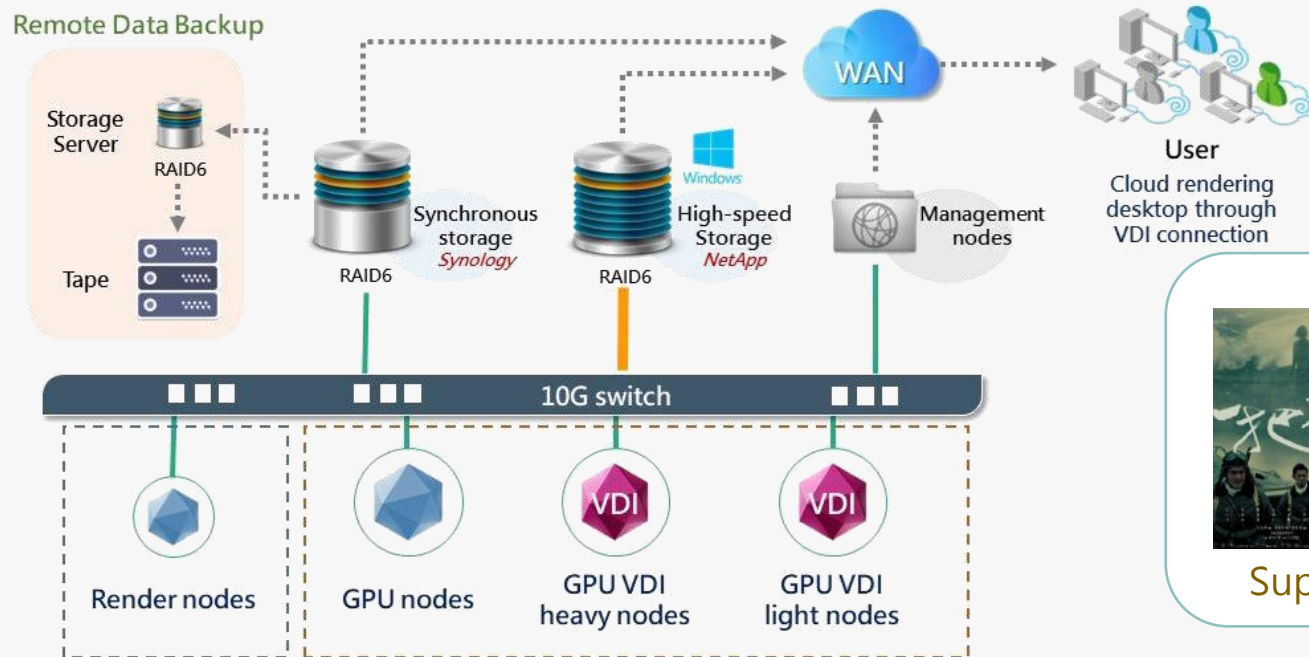 Remote Data Backup
Storage
Server
RAID6
Tape
Synchronous
storage
Synology
RAID6
Windows
High-speed
Storage
NetApp
RAID6
WAN
Management
nodes
User
Cloud rendering
desktop through
VDI connection
10G switch
Render nodes
GPU nodes
VDI
GPU VDI
heavy nodes
VDI
GPU VDI
light nodes
一把
Sup